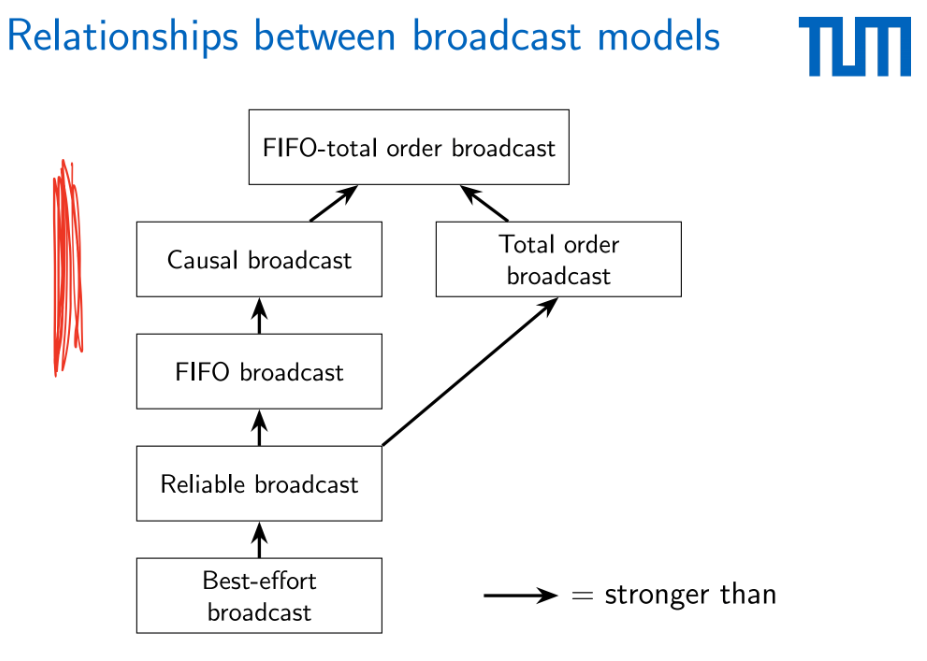 Relationships between broadcast models
TUM
FIFO-total order broadcast
Causal broadcast
Total order
broadcast
FIFO broadcast
Reliable broadcast
Best-effort
broadcast
= stronger than